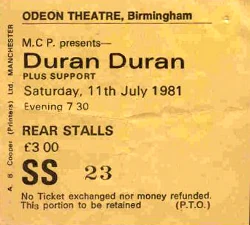 ODEON THEATRE, Birmingham
M.C.P. presents—
Duran Duran
PLUS SUPPORT
Saturday, 11th July 1981
Evening 7 30
REAR STALLS
£3 00
SS 23
No Ticket exchanged nor money refunded.
This portion to be retained (P.T.O.)
A. B. Cooper (Printers) Ltd, MANCHESTER